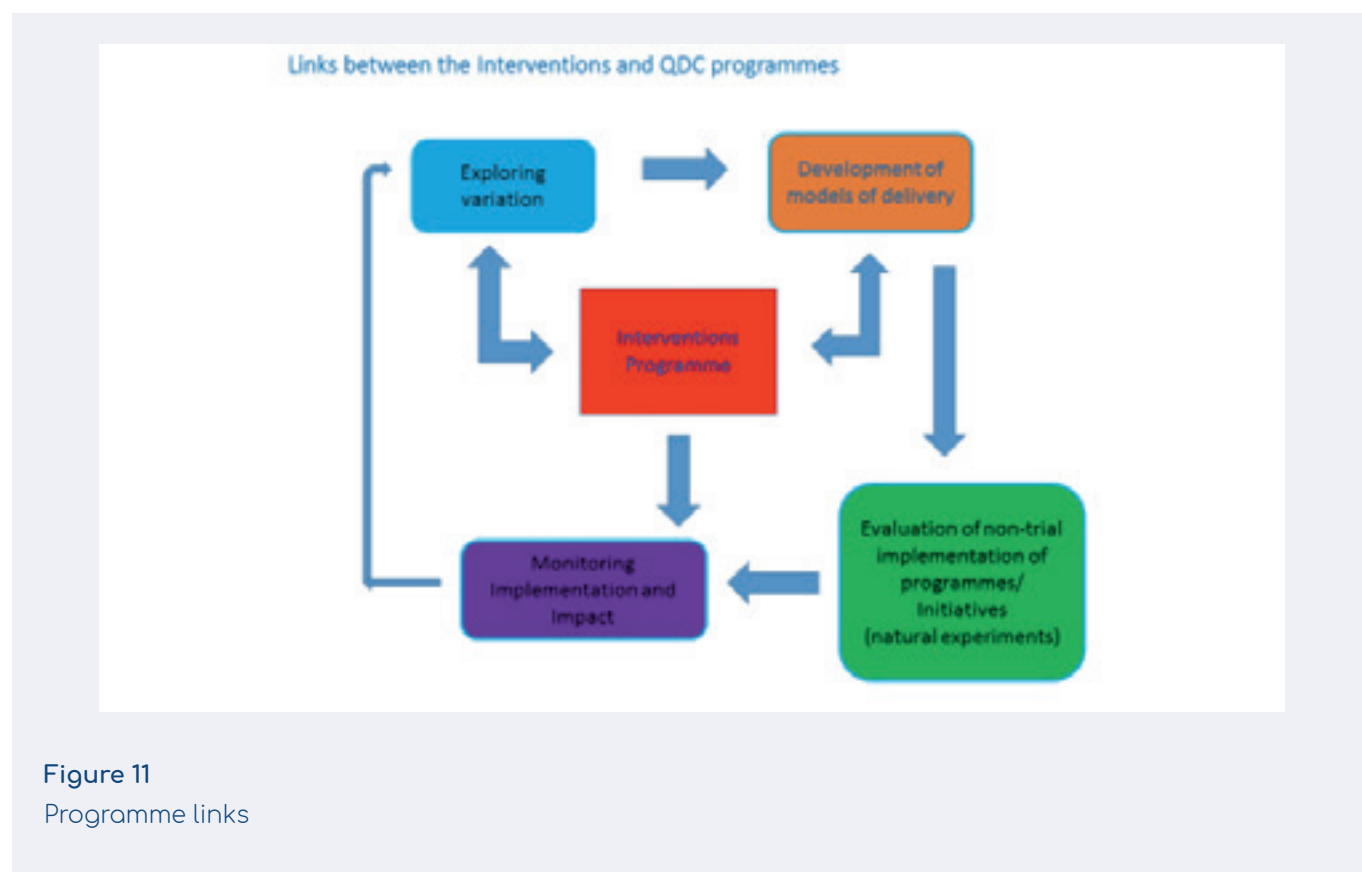 Links between the Interventions and QDC programmes
Exploring
variation
Development of
models of delivery
Interventions
Programme
Monitoring
Implementation and
Impact
Evaluation of non-trial
implementation of
programmes/
Initiatives
(natural experiments)
Figure 11
Programme links